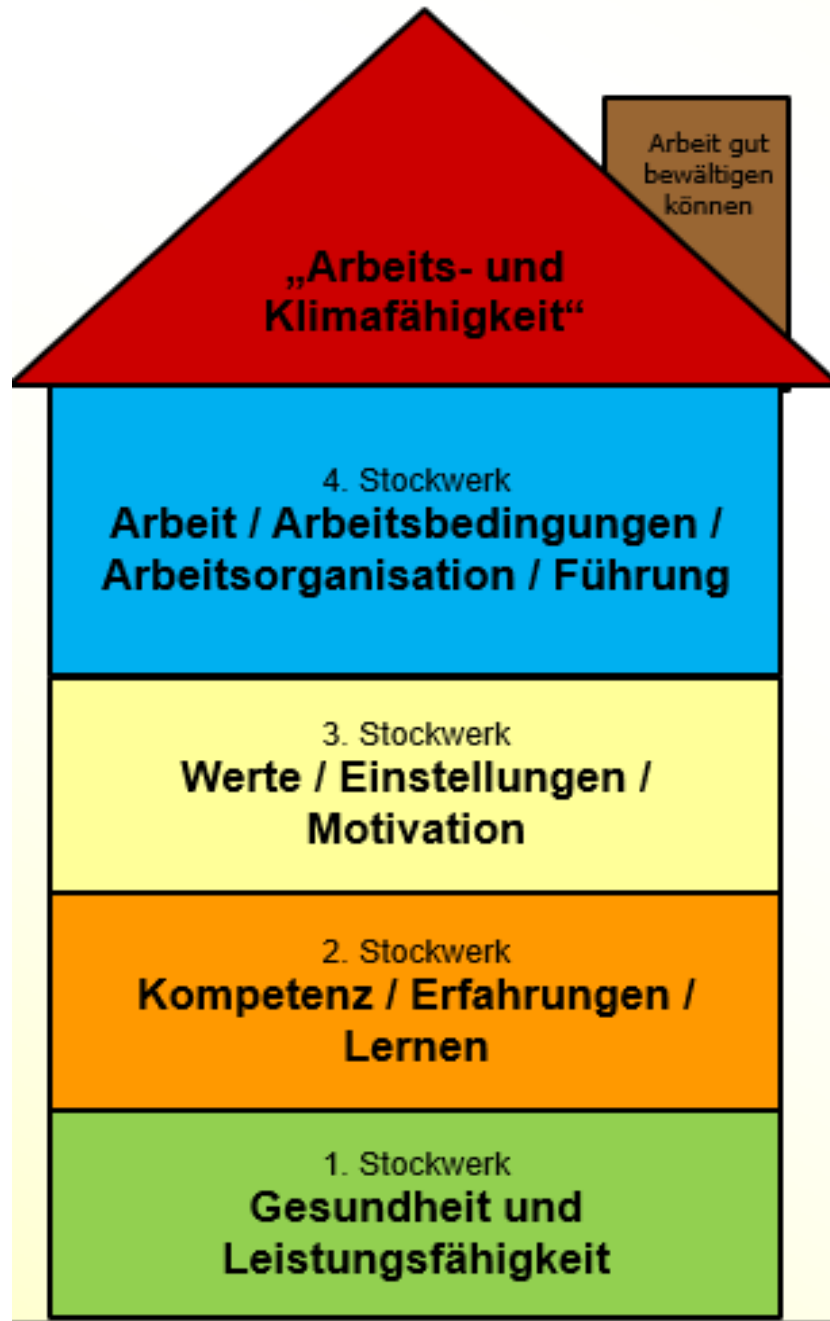 Arbeit gut
bewältigen
können
„Arbeits- und
Klimafähigkeit“
4. Stockwerk
Arbeit / Arbeitsbedingungen /
Arbeitsorganisation / Führung
3. Stockwerk
Werte / Einstellungen /
Motivation
2. Stockwerk
Kompetenz / Erfahrungen /
Lernen
1. Stockwerk
Gesundheit und
Leistungsfähigkeit